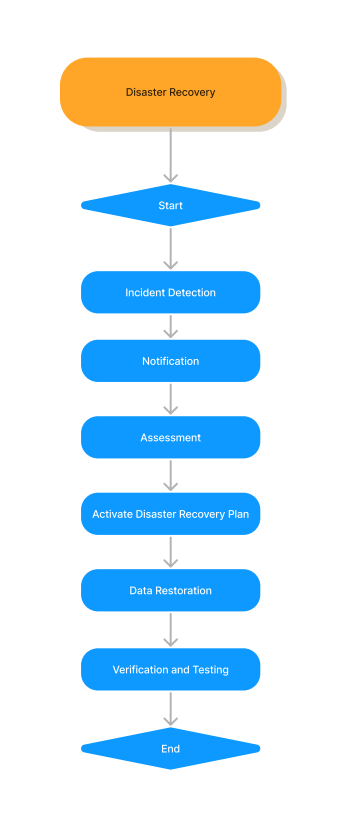 Disaster Recovery
Start
Incident Detection
Notification
Assessment
Activate Disaster Recovery Plan
Data Restoration
Verification and Testing
End